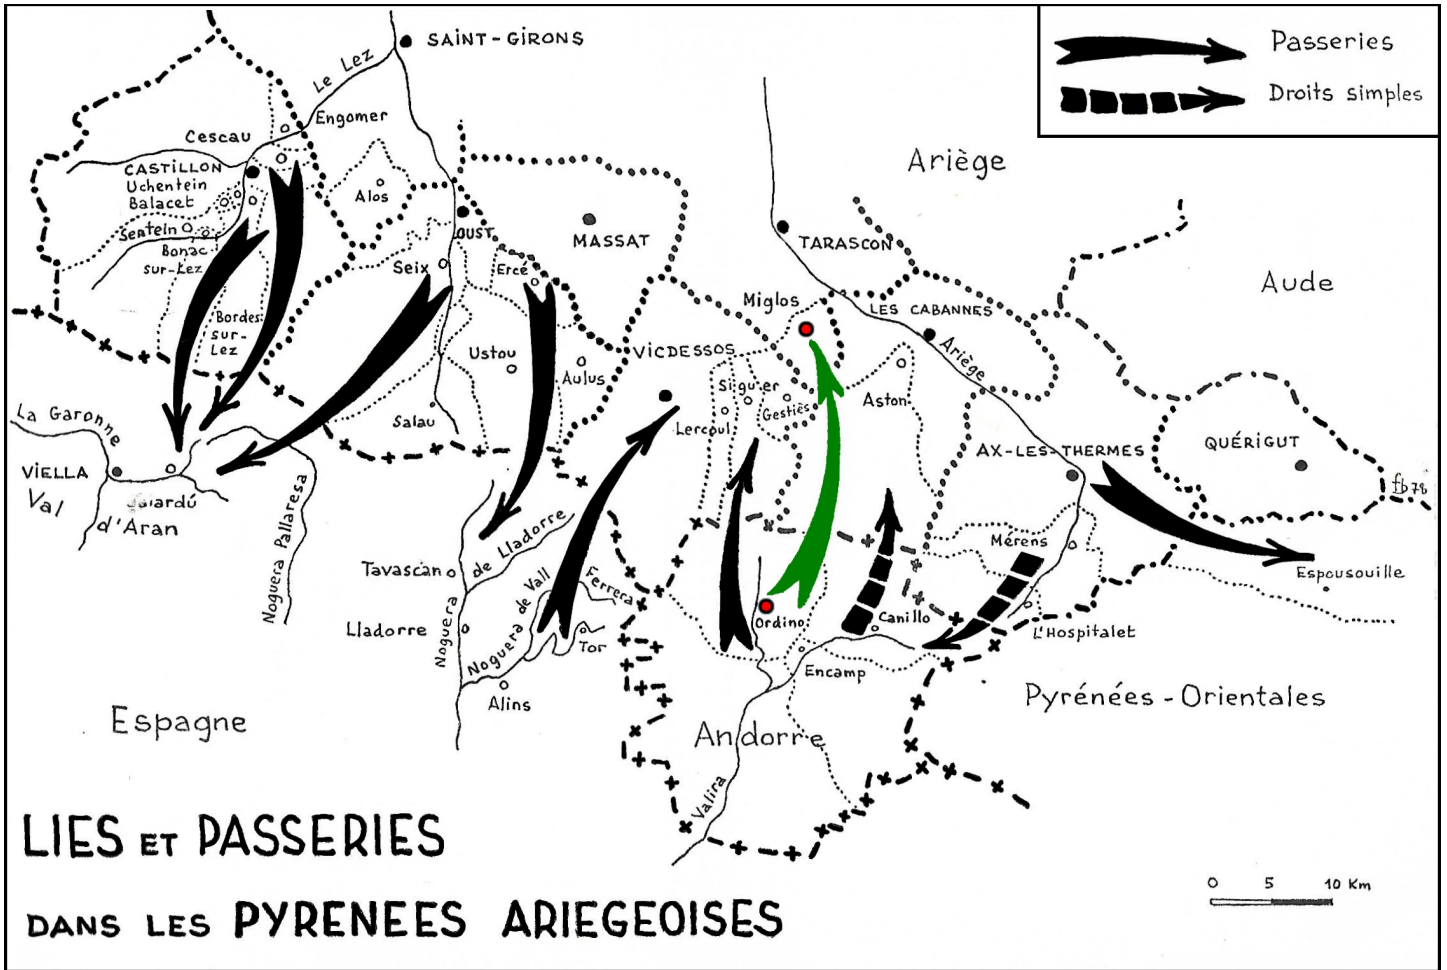 SAINT-GIRONS
Passeries
Droits simples
Le Lez
Engomer
Cescau
CASTILLON
Uchentein
Balacet
Sentein
Bonac
sur-Lez
Bordes
sur-
Lez
Alos
OUST
Seix
Ercé
MASSAT
Ariège
TARASCON
Aude
Miglos
LES CABANNES
Ariège
VICDESSOS
Ustou
Aulus
Siguer
Gestiès
Lercoul
Aston
Salau
La Garonne
VIELLA
Val
d'Aran
Noguera Pallaresa
AX-LES-THERMES
QUÉRIGUT
fb78
Mérens
Espousouille
Tavascan
Noguera de Lladorre
Lladorre
Noguera de Vall Ferrera
Tor
Alins
Ordino
Canillo
L'Hospitalet
Encamp
Espagne
Andorre
Pyrénées-Orientales
Valira
LIES ET PASSERIES
DANS LES PYRENEES ARIEGEOISES
0 5 10 Km